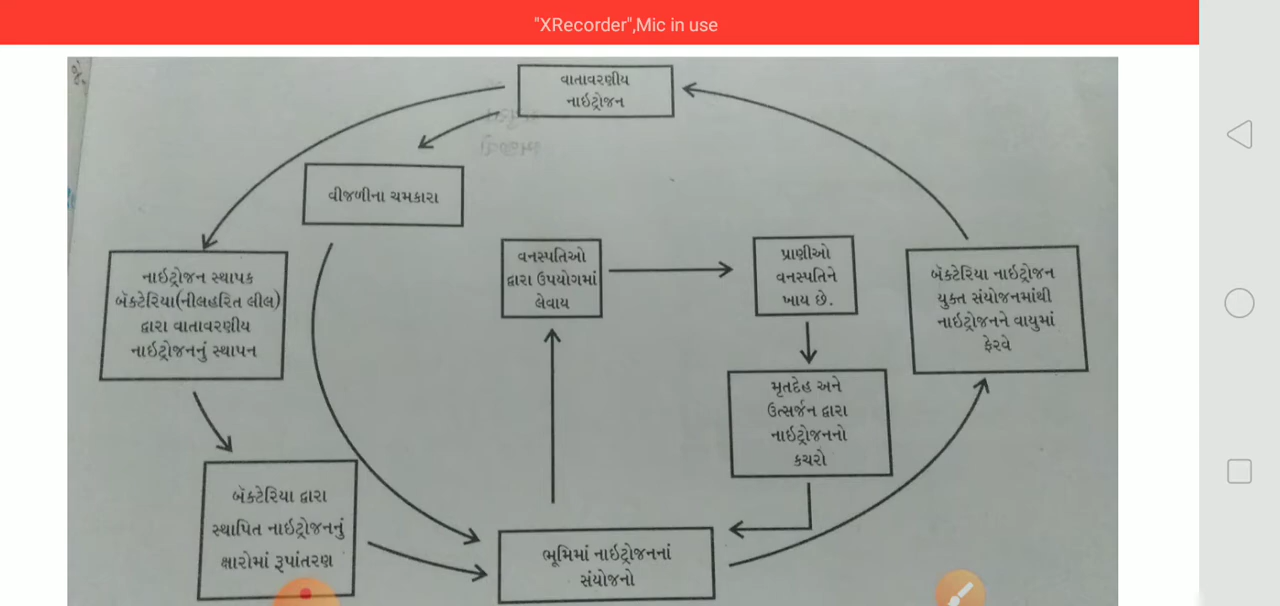 "XRecorder",Mic in use
વાતાવરણીય
નાઇટ્રોજન
વીજળીના ચમકારા
નાઇટ્રોજન સ્થાપક
બૅક્ટેરિયા(નીલહરિત લીલ)
દ્વારા વાતાવરણીય
નાઇટ્રોજનનું સ્થાપન
વનસ્પતિઓ
દ્વારા ઉપયોગમાં
લેવાય
પ્રાણીઓ
વનસ્પતિને
ખાય છે.
બૅક્ટેરિયા નાઇટ્રોજન
યુક્ત સંયોજનમાંથી
નાઇટ્રોજનને વાયુમાં
ફેરવે
મૃતદેહ અને
ઉત્સર્જન દ્વારા
નાઇટ્રોજનનો
કચરો
બૅક્ટેરિયા દ્વારા
સ્થાપિત નાઇટ્રોજનનું
ક્ષારોમાં રૂપાંતરણ
ભૂમિમાં નાઇટ્રોજનનાં
સંયોજનો